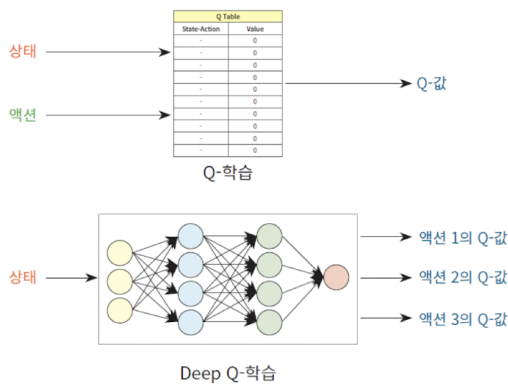 Q Table
State-Action Value
- 0
- 0
- 0
- 0
- 0
- 0
- 0
- 0
- 0
- 0
상태
액션
Q-값
Q-학습
상태
액션 1의 Q-값
액션 2의 Q-값
액션 3의 Q-값
Deep Q-학습